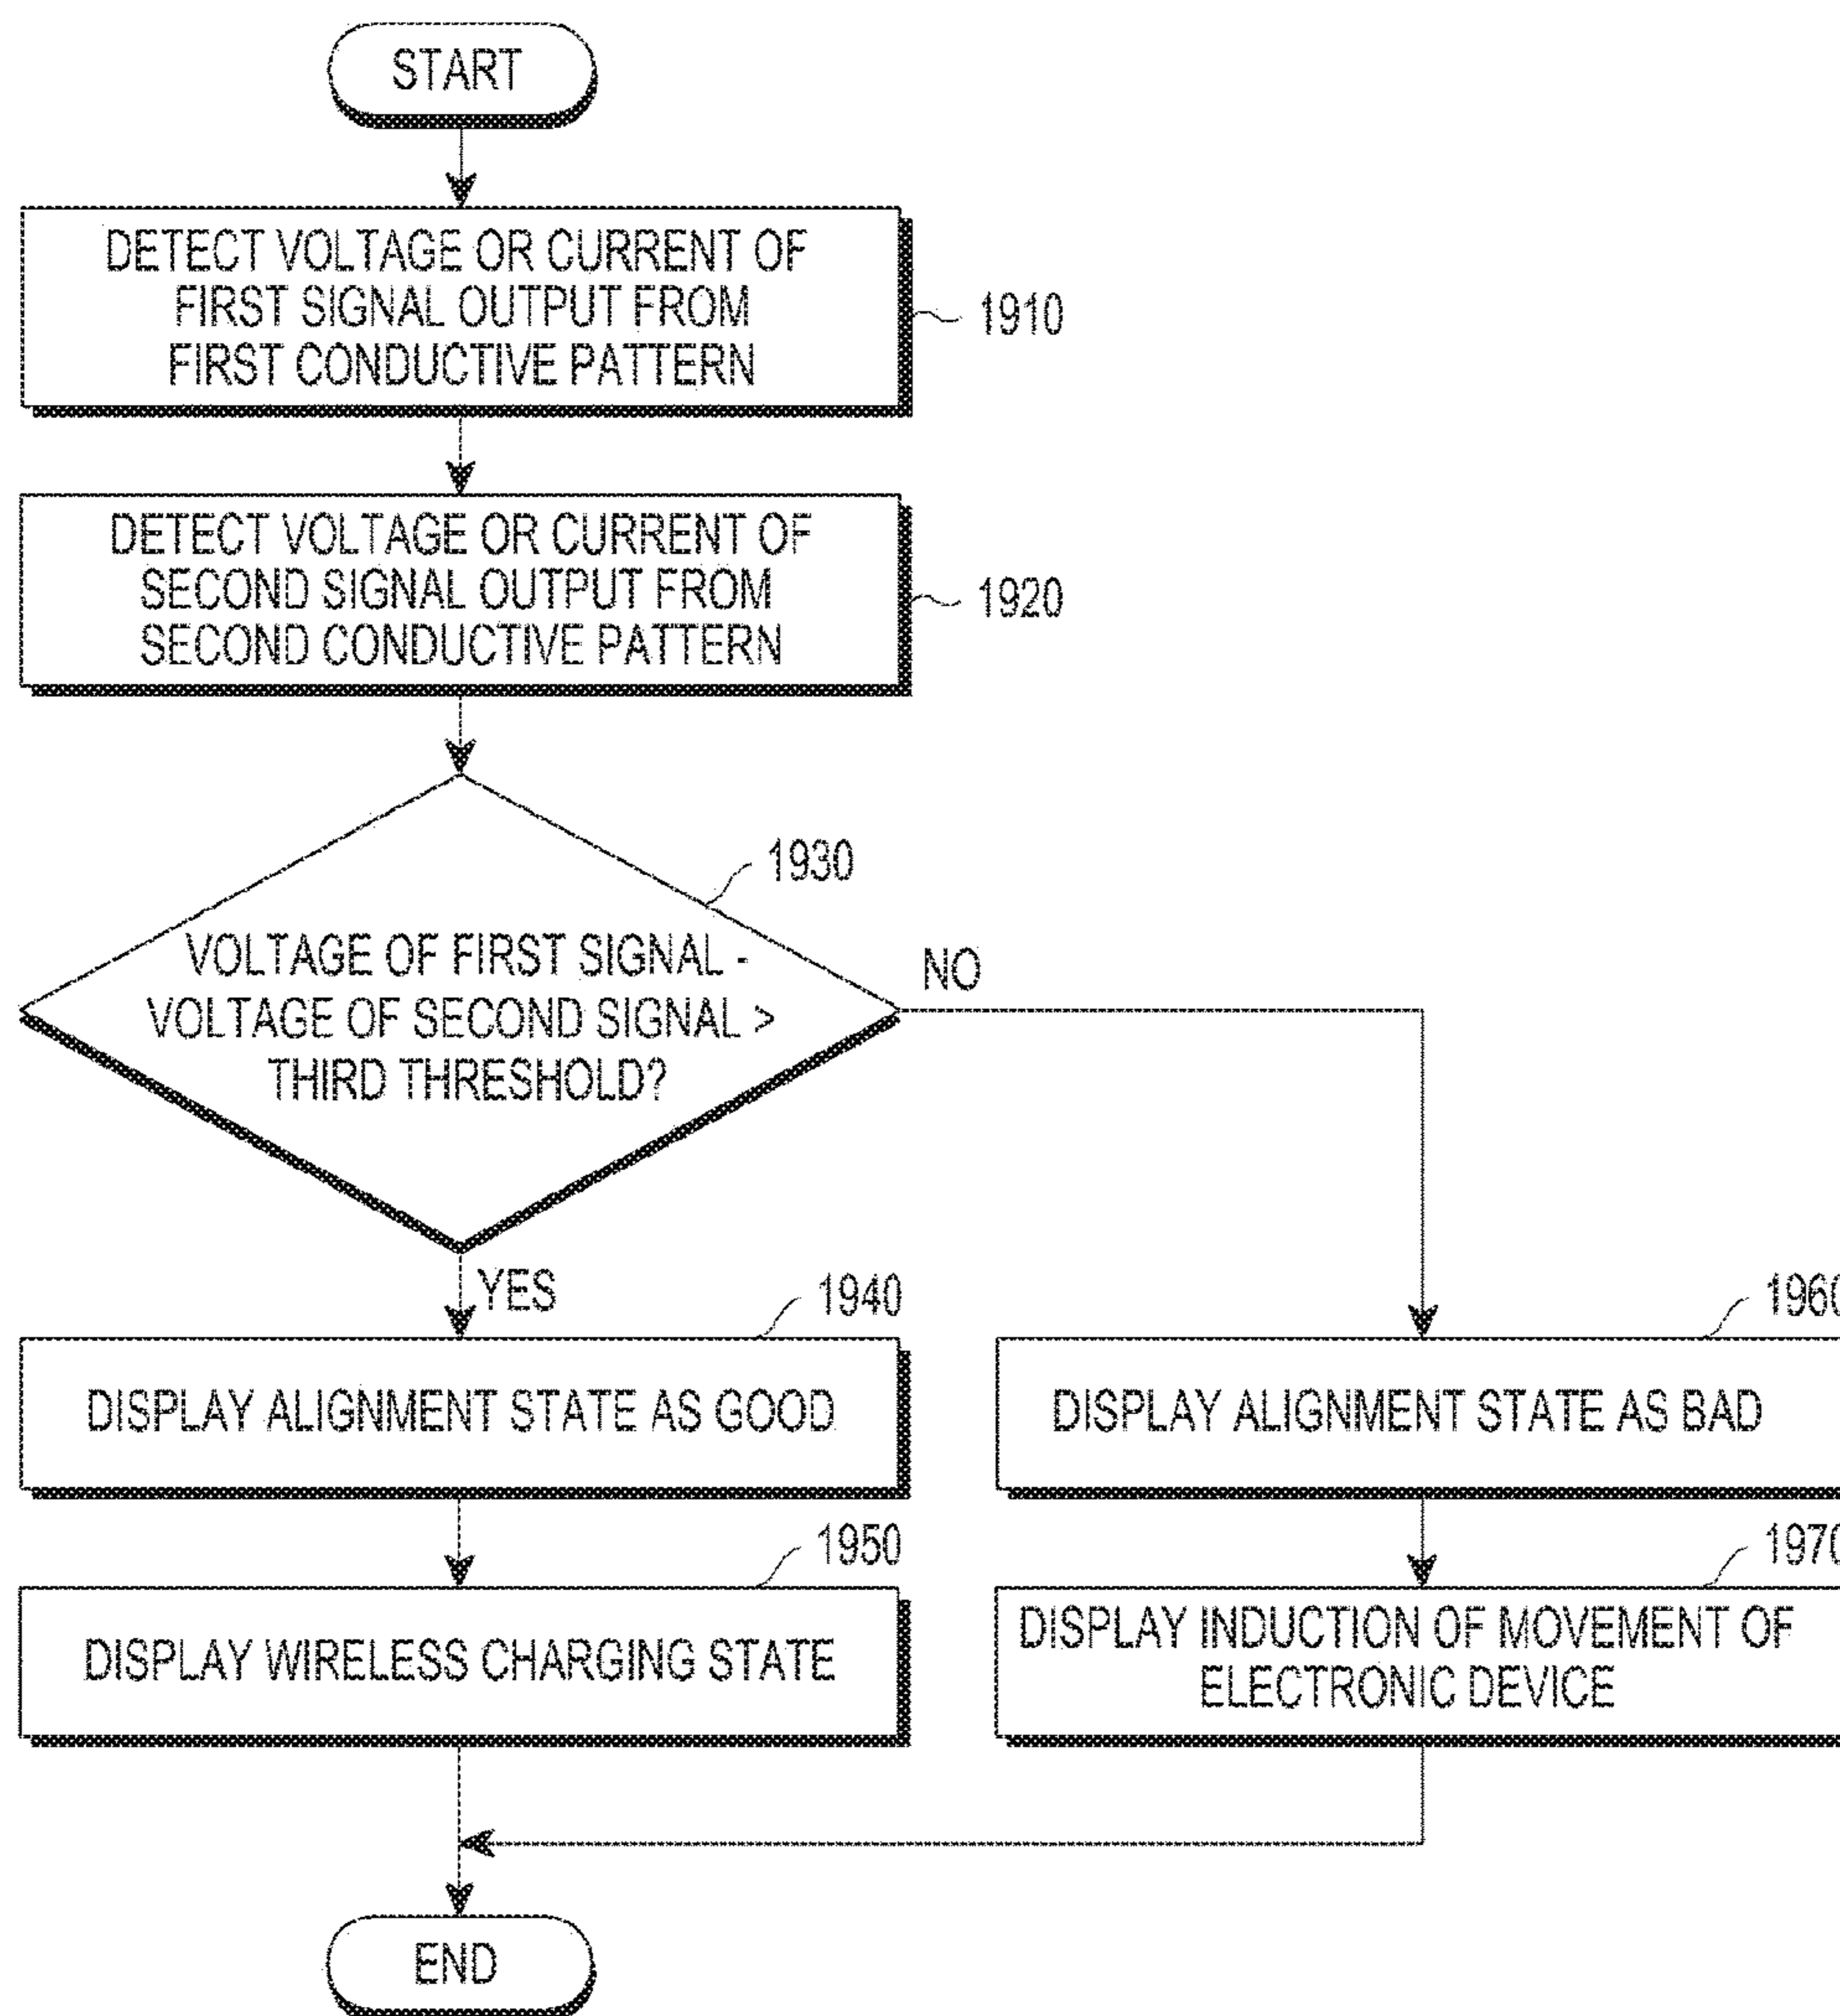 START
DETECT VOLTAGE OR CURRENT OF
FIRST SIGNAL OUTPUT FROM
FIRST CONDUCTIVE PATTERN
1910
DETECT VOLTAGE OR CURRENT OF
SECOND SIGNAL OUTPUT FROM
SECOND CONDUCTIVE PATTERN
1920
1930
VOLTAGE OF FIRST SIGNAL -
VOLTAGE OF SECOND SIGNAL >
THIRD THRESHOLD?
NO
YES
1940
DISPLAY ALIGNMENT STATE AS GOOD
1960
DISPLAY ALIGNMENT STATE AS BAD
1950
DISPLAY WIRELESS CHARGING STATE
1970
DISPLAY INDUCTION OF MOVEMENT OF
ELECTRONIC DEVICE
END